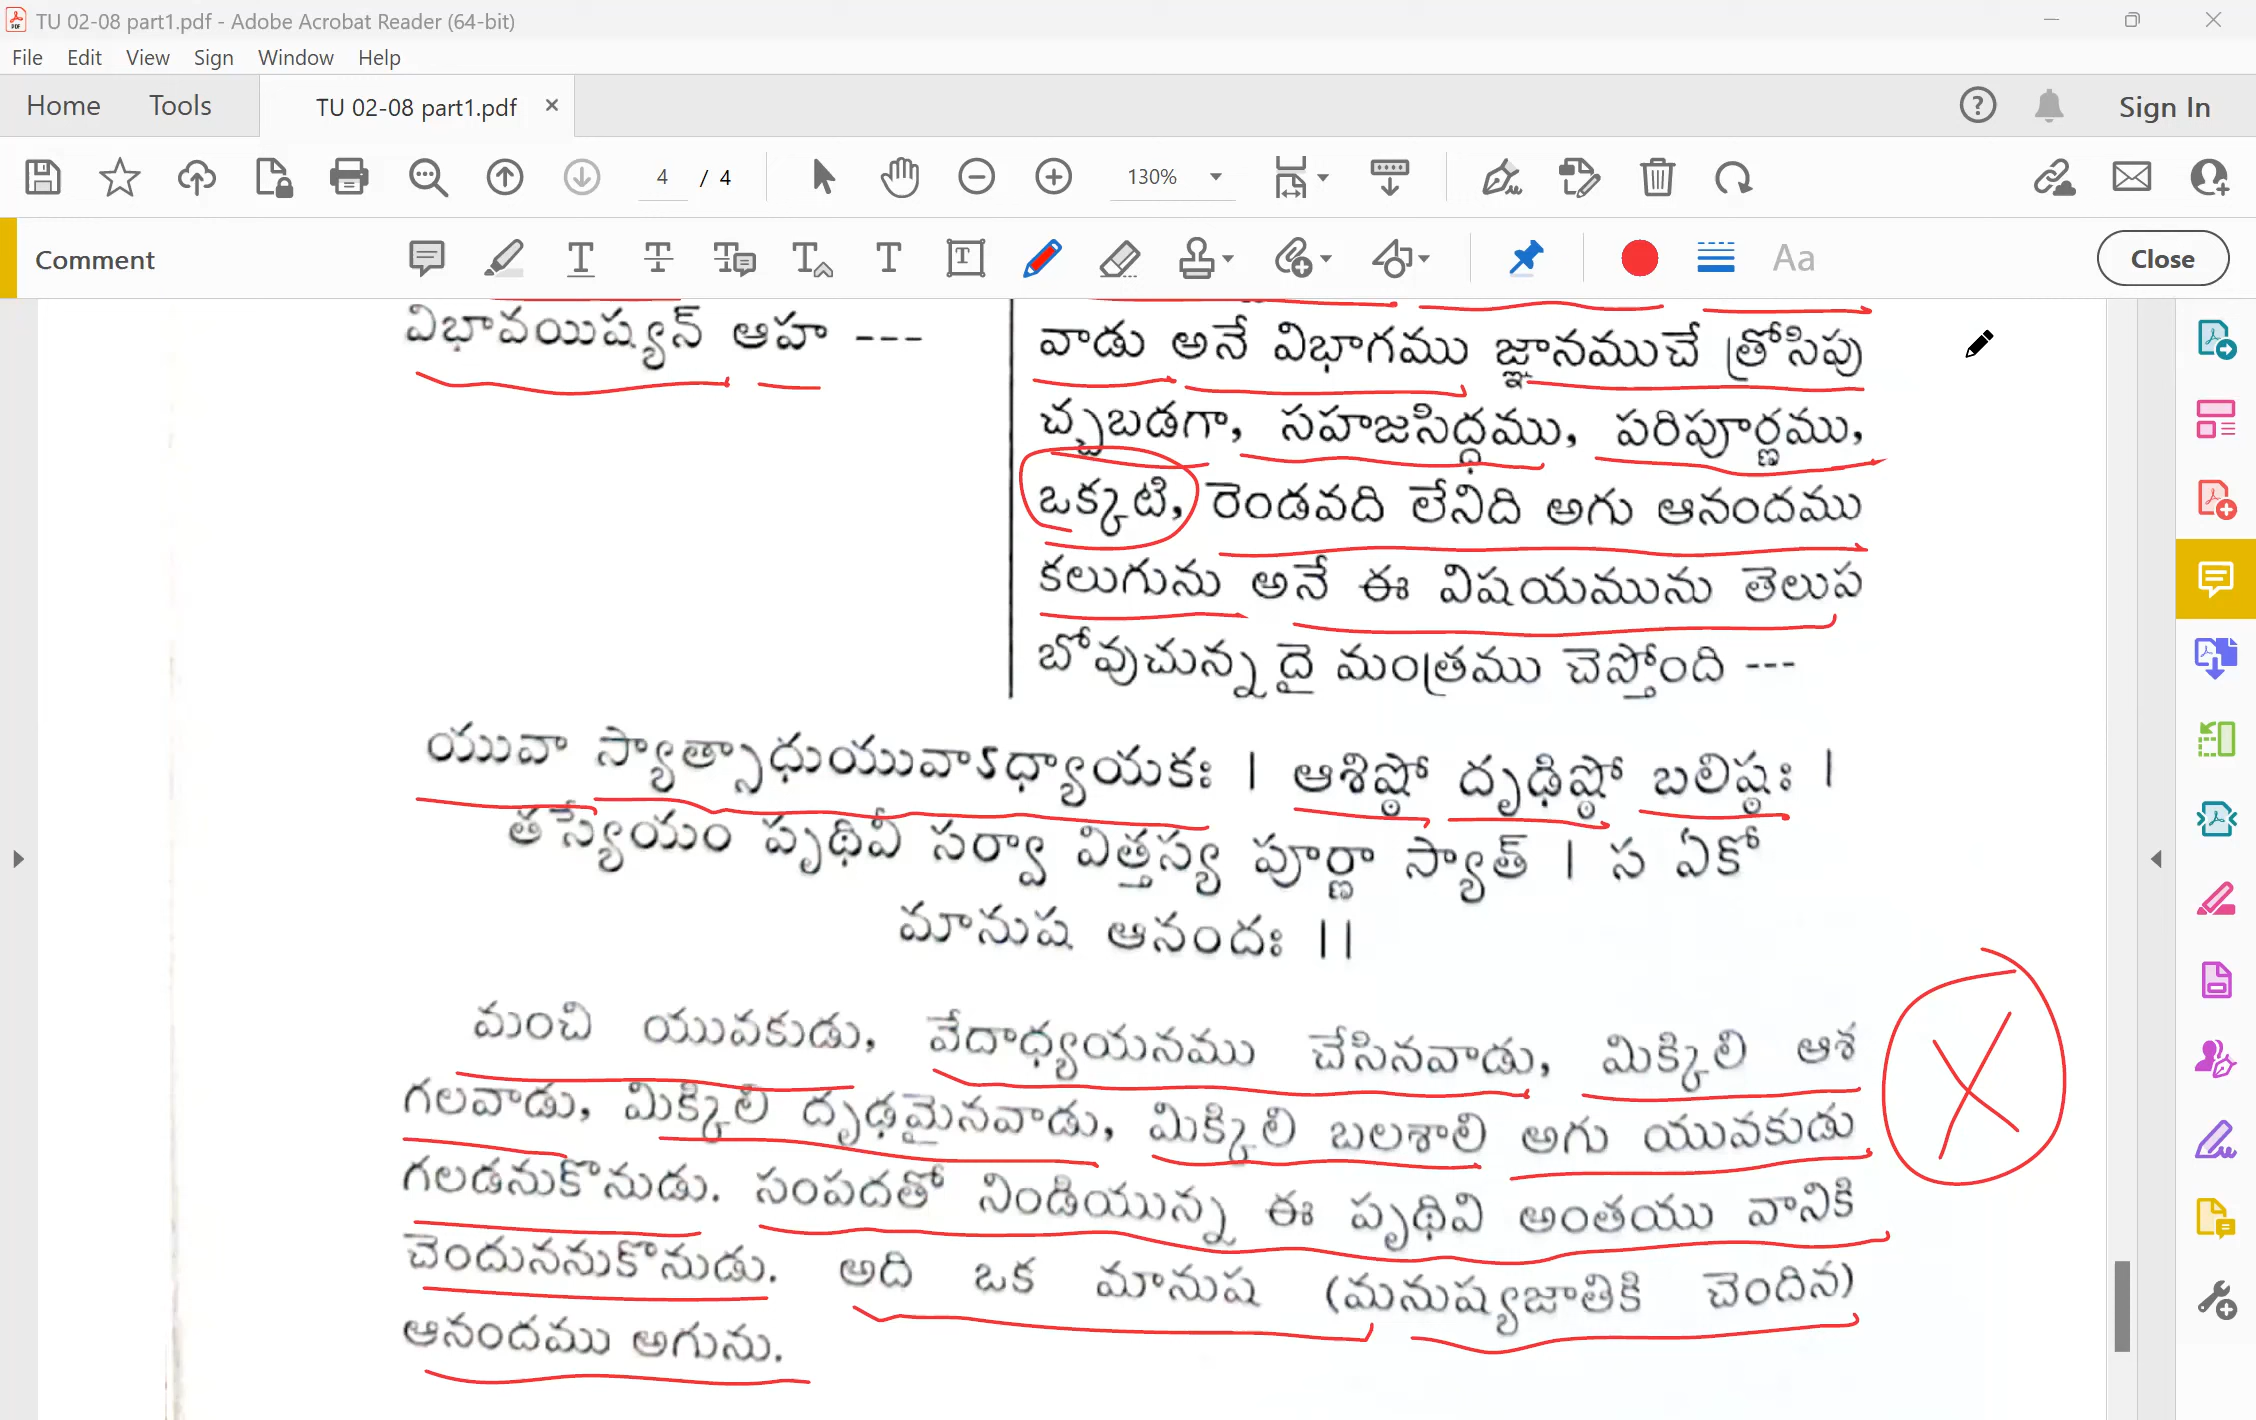 TU 02-08 part1.pdf - Adobe Acrobat Reader (64-bit)
File Edit View Sign Window Help
Home Tools TU 02-08 part1.pdf × Sign In
4 / 4 130%
Comment Aa Close
విభావయిష్యన్ ఆహ ---
వాడు అనే విభాగము జ్ఞానముచే త్రోసిపు
చ్చబడగా, సహజసిద్ధము, పరిపూర్ణము,
ఒక్కటి, రెండవది లేనిది అగు ఆనందము
కలుగును అనే ఈ విషయమును తెలుప
బోవుచున్న దై మంత్రము చెప్తోంది ---
యువా స్యాత్సాధుయువాఽధ్యాయకః । ఆశిష్ఠో దృఢిష్ఠో బలిష్ఠః ।
తస్యేయం పృథివీ సర్వా విత్తస్య పూర్ణా స్యాత్ । స ఏకో
మానుష ఆనందః ।।
మంచి యువకుడు, వేదాధ్యయనము చేసినవాడు, మిక్కిలి ఆశ
గలవాడు, మిక్కిలి దృఢమైనవాడు, మిక్కిలి బలశాలి అగు యువకుడు
గలడనుకొనుడు. సంపదతో నిండియున్న ఈ పృథివి అంతయు వానికి
చెందుననుకొనుడు. అది ఒక మానుష (మనుష్యజాతికి చెందిన)
ఆనందము అగును.